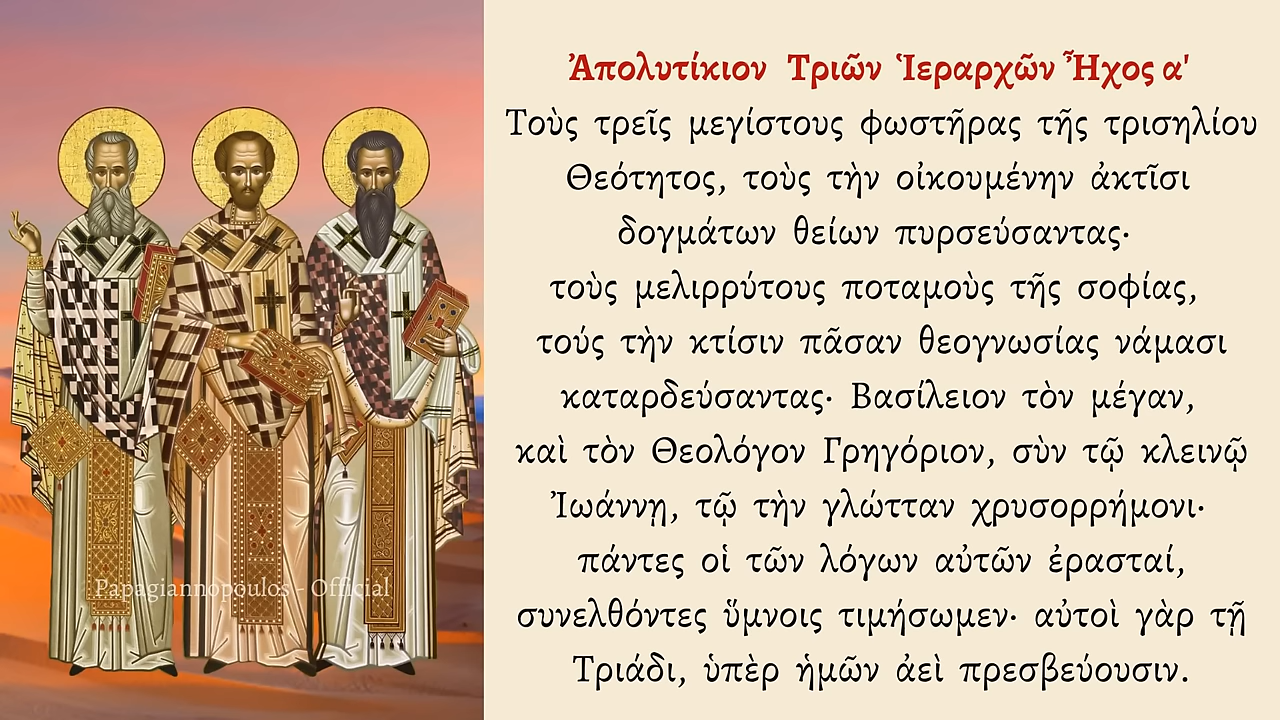 Ἀπολυτίκιον Τριῶν Ἱεραρχῶν Ἦχος α'
Τοὺς τρεῖς μεγίστους φωστῆρας τῆς τρισηλίου
Θεότητος, τοὺς τὴν οἰκουμένην ἀκτῖσι
δογμάτων θείων πυρσεύσαντας·
τοὺς μελιρρύτους ποταμοὺς τῆς σοφίας,
τούς τὴν κτίσιν πᾶσαν θεογνωσίας νάμασι
καταρδεύσαντας· Βασίλειον τὸν μέγαν,
καὶ τὸν Θεολόγον Γρηγόριον, σὺν τῷ κλεινῷ
Ἰωάννῃ, τῷ τὴν γλώτταν χρυσορρήμονι·
πάντες οἱ τῶν λόγων αὐτῶν ἐρασταί,
συνελθόντες ὕμνοις τιμήσωμεν· αὐτοὶ γὰρ τῇ
Τριάδι, ὑπὲρ ἡμῶν ἀεὶ πρεσβεύουσιν.
Papagiannopoulos - Official